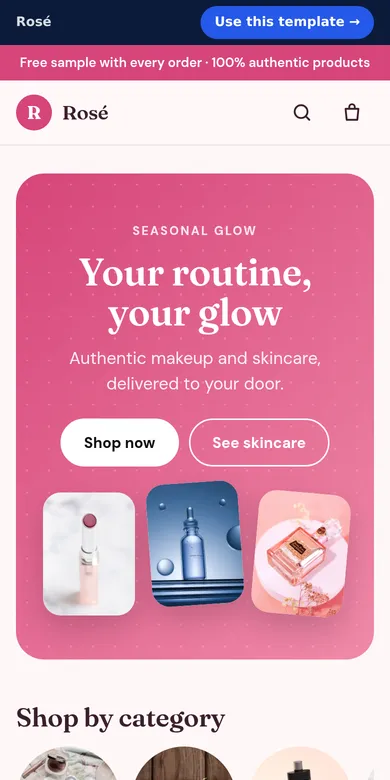 Rosé
Use this template →
Free sample with every order · 100% authentic products
R
Rosé
SEASONAL GLOW
Your routine,
your glow
Authentic makeup and skincare,
delivered to your door.
Shop now
See skincare
Shop by category